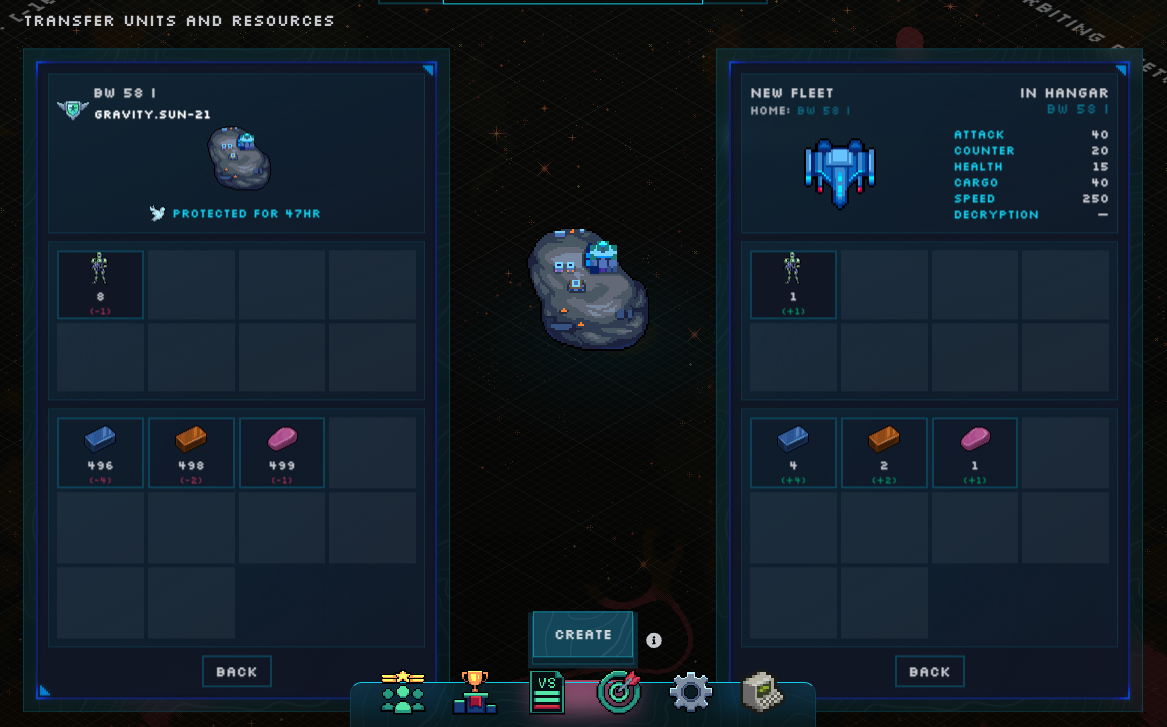 TRANSFER UNITS AND RESOURCES
BW 58 I
GRAVITY.SUN-21
PROTECTED FOR 47HR
8
(-1)
496
(-4)
498
(-2)
499
(-1)
BACK
CREATE
i
VS
NEW FLEET
IN HANGAR
HOME: BW 58 I
BW 58 I
ATTACK 40
COUNTER 20
HEALTH 15
CARGO 40
SPEED 250
DECRYPTION —
1
(+1)
4
(+4)
2
(+2)
1
(+1)
BACK